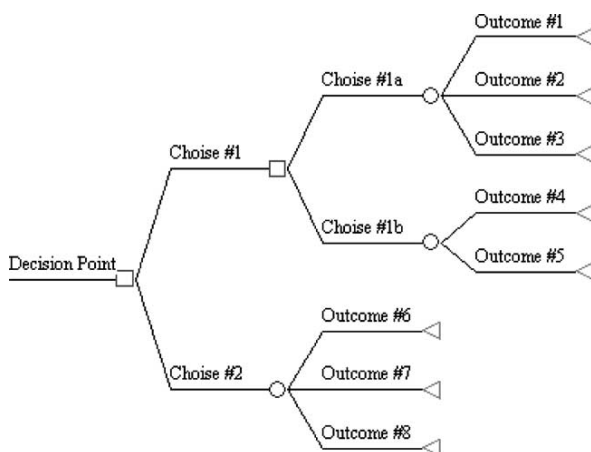 Outcome #1
Choise #1a
Outcome #2
Outcome #3
Choise #1
Outcome #4
Choise #1b
Outcome #5
Decision Point
Outcome #6
Choise #2
Outcome #7
Outcome #8